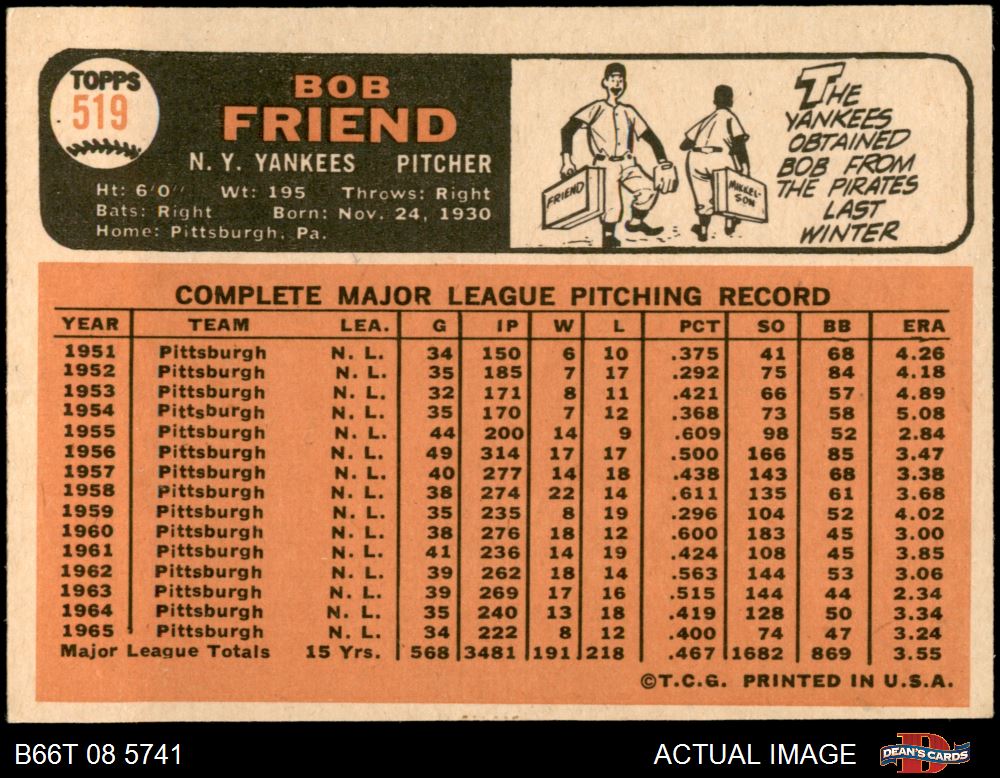 TOPPS
519
BOB
FRIEND
N. Y. YANKEES PITCHER
Ht: 6'0" Wt: 195 Throws: Right
Bats: Right Born: Nov. 24, 1930
Home: Pittsburgh, Pa.
FRIEND
MIKKEL-
SON
THE
YANKEES
OBTAINED
BOB FROM
THE PIRATES
LAST
WINTER
COMPLETE MAJOR LEAGUE PITCHING RECORD
YEAR TEAM LEA. G IP W L PCT SO BB ERA
1951 Pittsburgh N. L. 34 150 6 10 .375 41 68 4.26
1952 Pittsburgh N. L. 35 185 7 17 .292 75 84 4.18
1953 Pittsburgh N. L. 32 171 8 11 .421 66 57 4.89
1954 Pittsburgh N. L. 35 170 7 12 .368 73 58 5.08
1955 Pittsburgh N. L. 44 200 14 9 .609 98 52 2.84
1956 Pittsburgh N. L. 49 314 17 17 .500 166 85 3.47
1957 Pittsburgh N. L. 40 277 14 18 .438 143 68 3.38
1958 Pittsburgh N. L. 38 274 22 14 .611 135 61 3.68
1959 Pittsburgh N. L. 35 235 8 19 .296 104 52 4.02
1960 Pittsburgh N. L. 38 276 18 12 .600 183 45 3.00
1961 Pittsburgh N. L. 41 236 14 19 .424 108 45 3.85
1962 Pittsburgh N. L. 39 262 18 14 .563 144 53 3.06
1963 Pittsburgh N. L. 39 269 17 16 .515 144 44 2.34
1964 Pittsburgh N. L. 35 240 13 18 .419 128 50 3.34
1965 Pittsburgh N. L. 34 222 8 12 .400 74 47 3.24
Major League Totals 15 Yrs. 568 3481 191 218 .467 1682 869 3.55
©T.C.G. PRINTED IN U.S.A.
B66T 08 5741 ACTUAL IMAGE DEAN'S CARDS